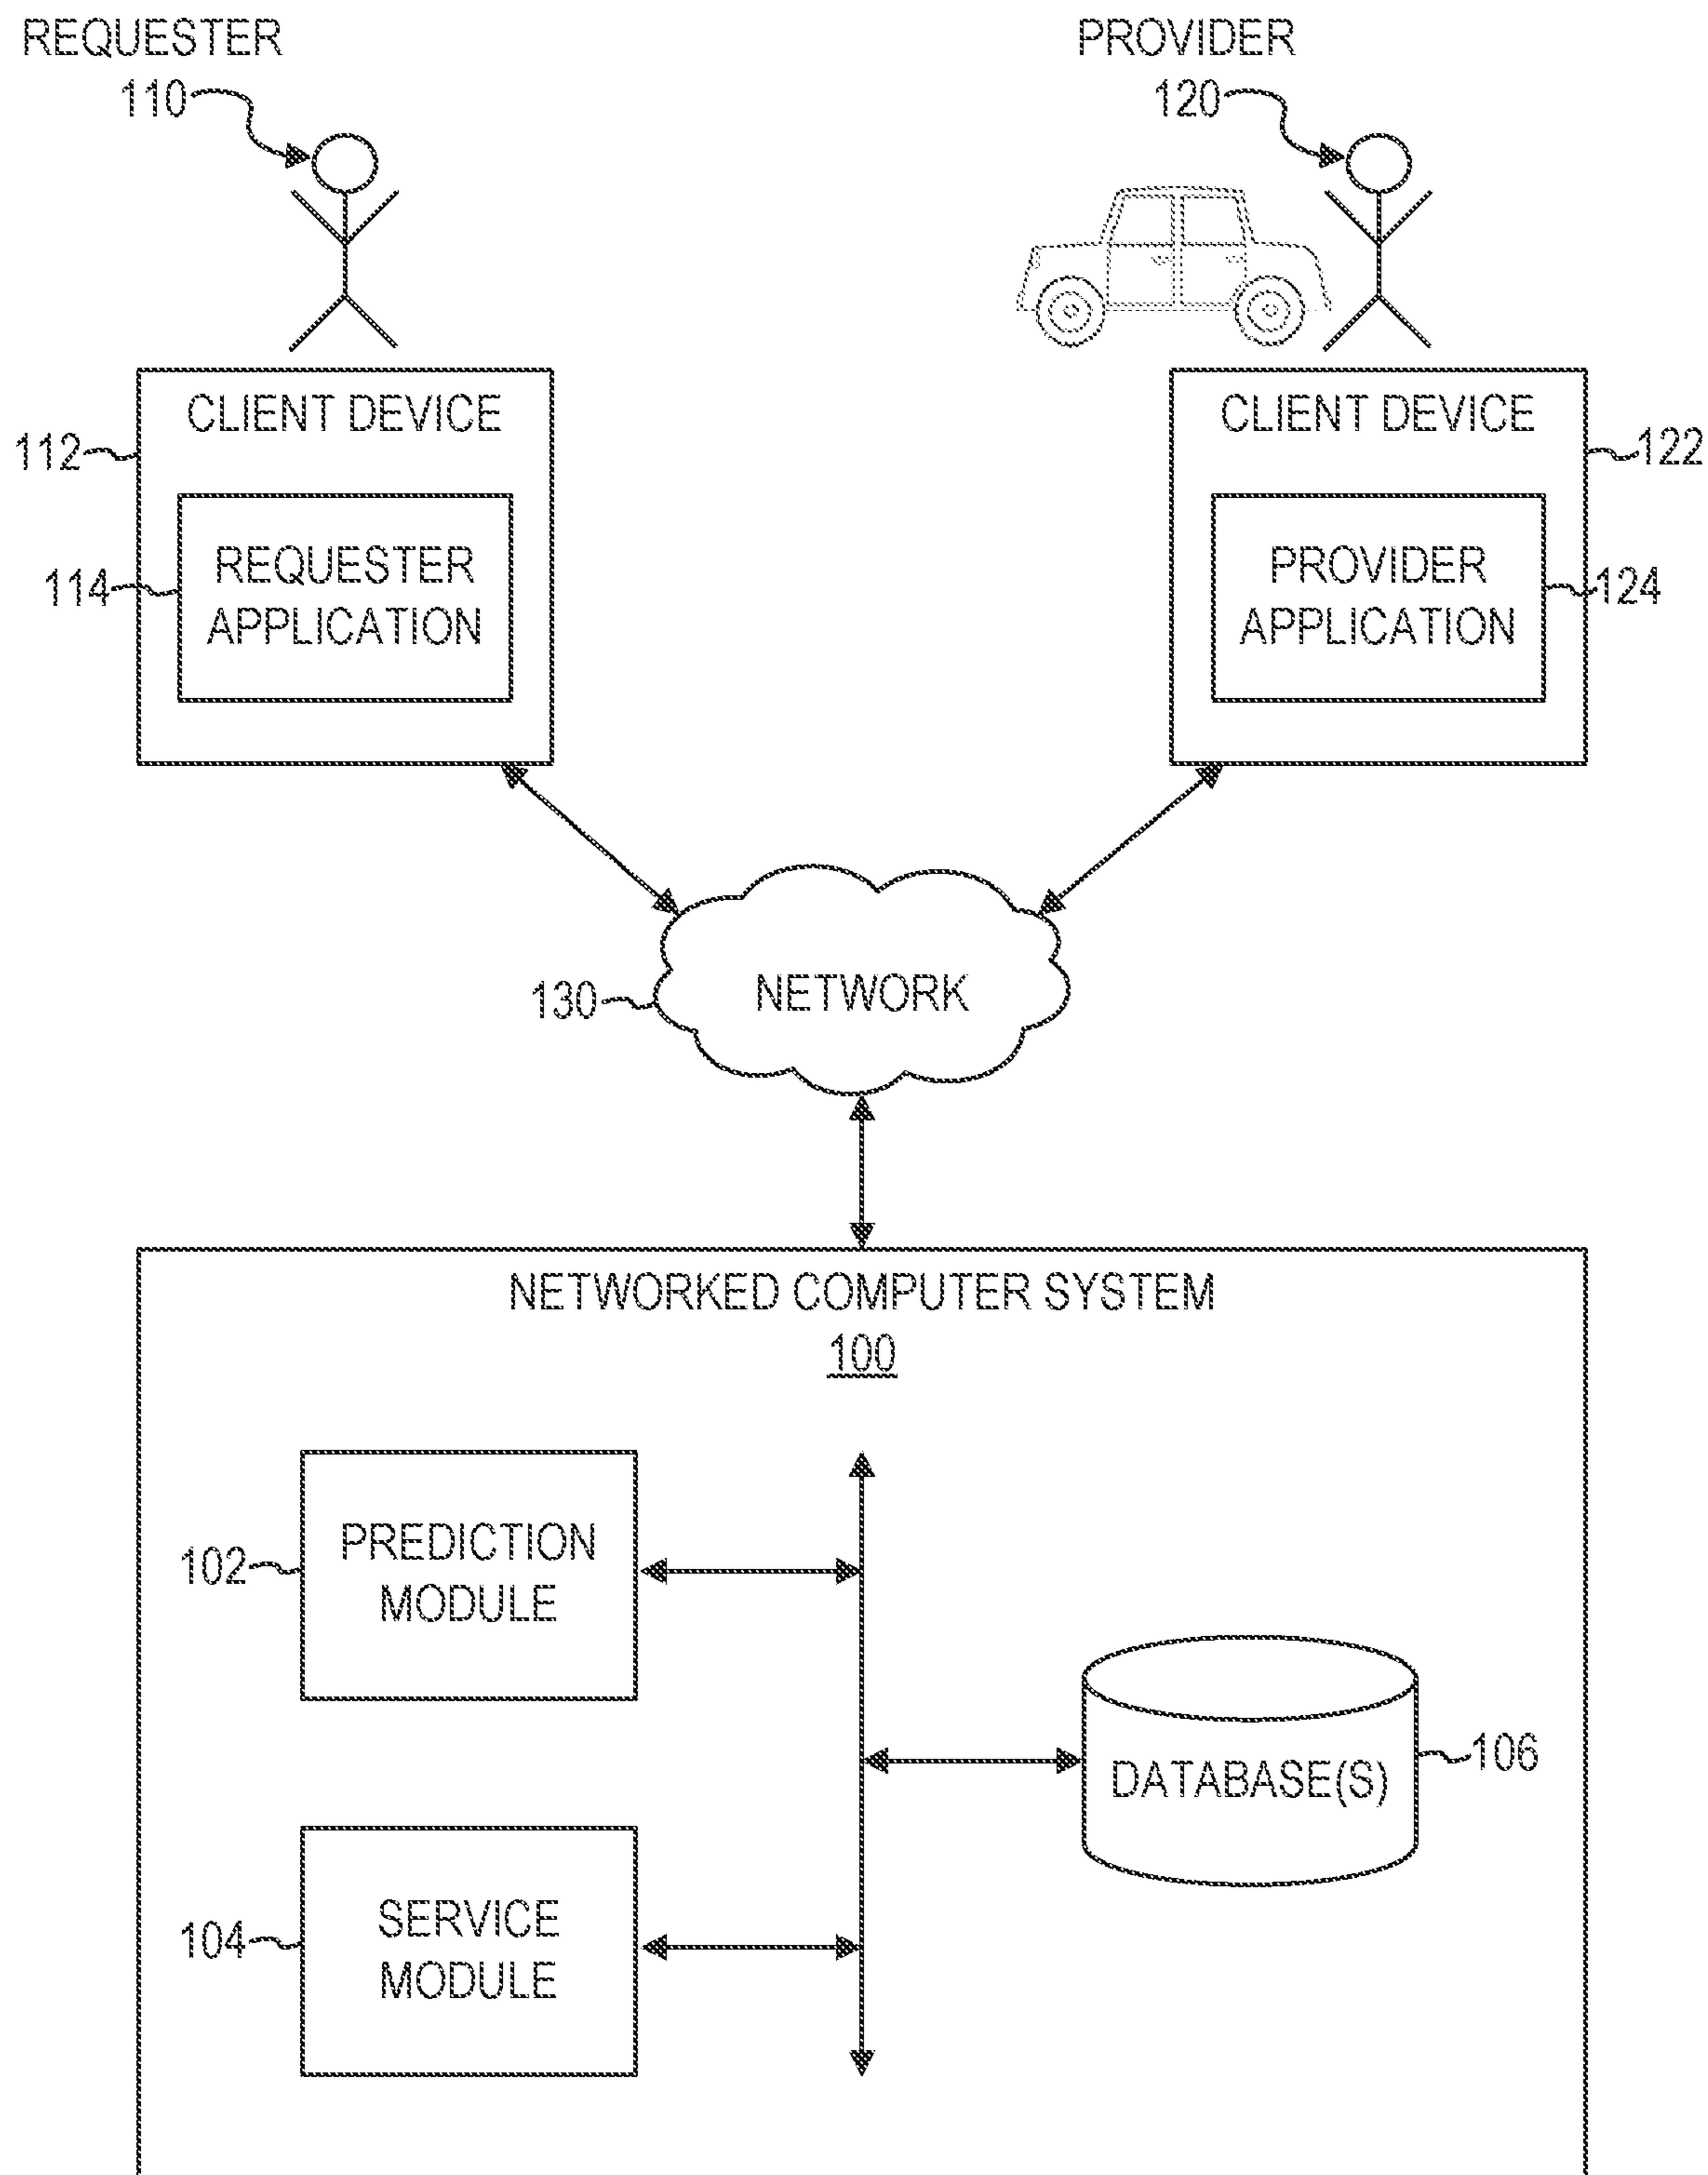 REQUESTER
110
PROVIDER
120
CLIENT DEVICE
112
REQUESTER
APPLICATION
114
CLIENT DEVICE
122
PROVIDER
APPLICATION
124
NETWORK
130
NETWORKED COMPUTER SYSTEM
100
PREDICTION
MODULE
102
DATABASE(S)
106
SERVICE
MODULE
104